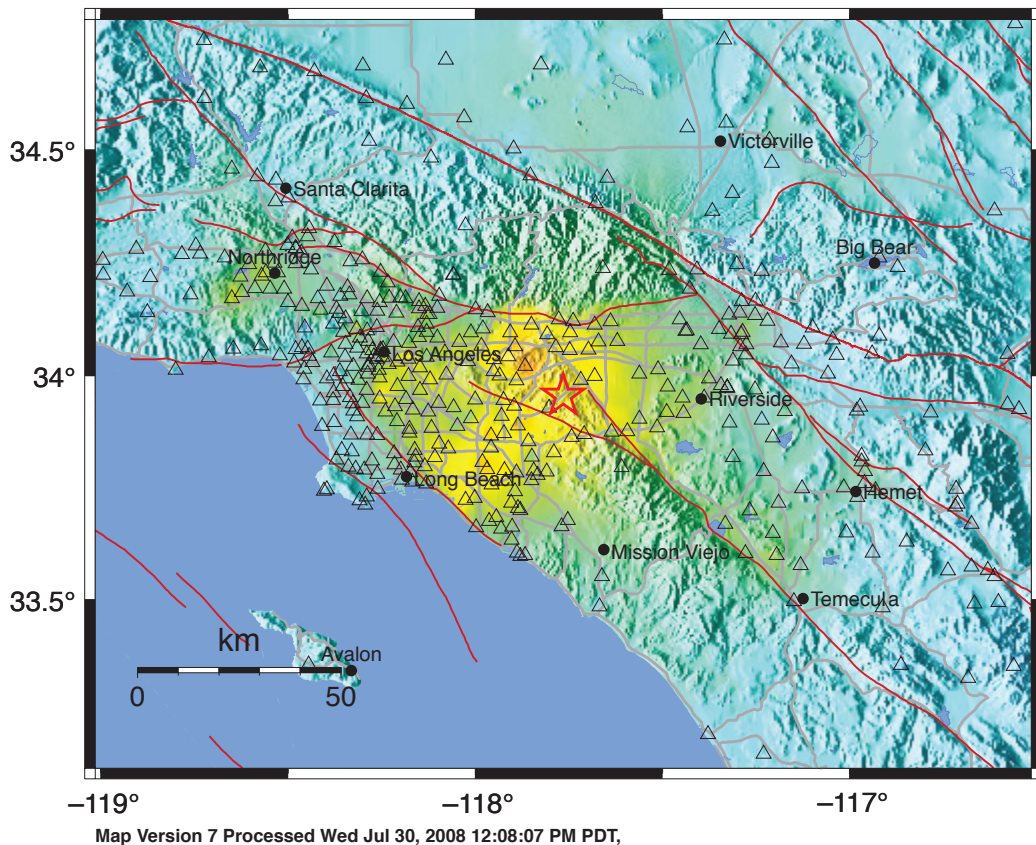 34.5°
Victorville
Santa Clarita
Northridge
Big Bear
Los Angeles
34°
Riverside
Long Beach
Hemet
Mission Viejo
33.5°
Temecula
km
Avalon
0 50
−119° −118° −117°
Map Version 7 Processed Wed Jul 30, 2008 12:08:07 PM PDT,